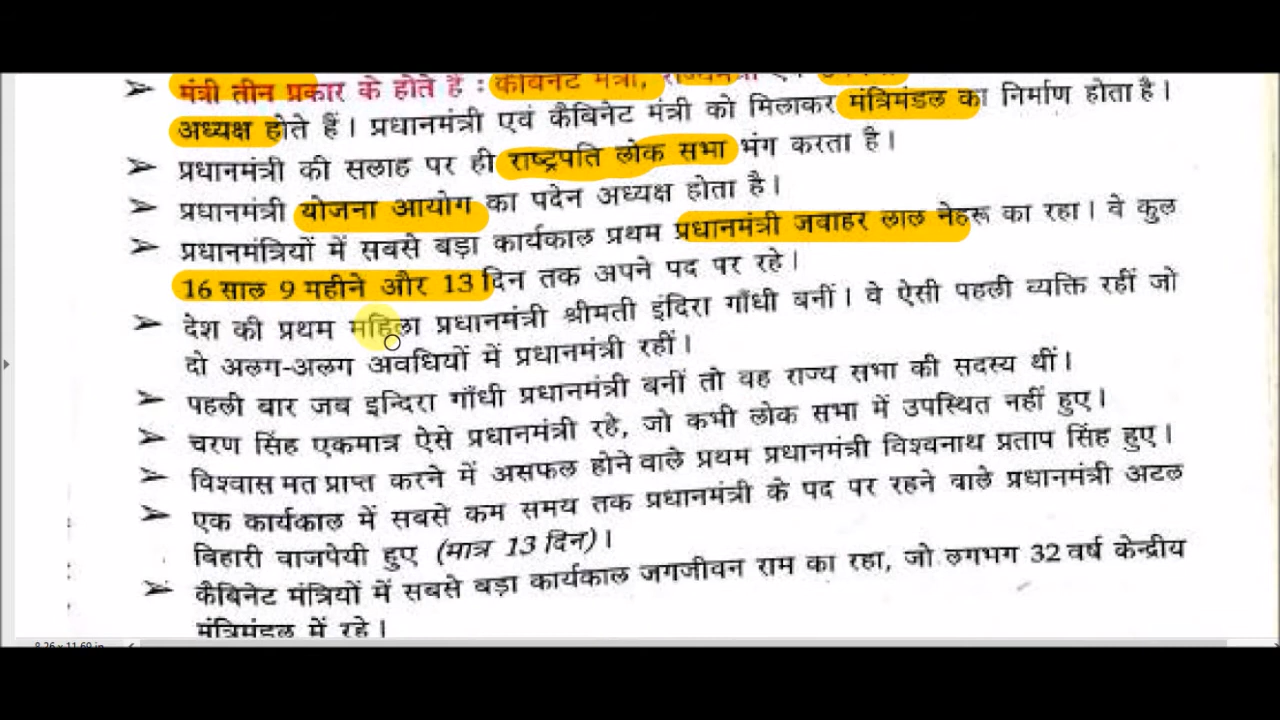 ➢ मंत्री तीन प्रकार के होते हैं : कैबिनेट मंत्री, राज्यमंत्री एवं
अध्यक्ष होते हैं। प्रधानमंत्री एवं कैबिनेट मंत्री को मिलाकर मंत्रिमंडल का निर्माण होता है।
➢ प्रधानमंत्री की सलाह पर ही राष्ट्रपति लोक सभा भंग करता है।
➢ प्रधानमंत्री योजना आयोग का पदेन अध्यक्ष होता है।
➢ प्रधानमंत्रियों में सबसे बड़ा कार्यकाल प्रथम प्रधानमंत्री जवाहर लाल नेहरू का रहा। वे कुल
16 साल 9 महीने और 13 दिन तक अपने पद पर रहे।
➢ देश की प्रथम महिला प्रधानमंत्री श्रीमती इंदिरा गाँधी बनीं। वे ऐसी पहली व्यक्ति रहीं जो
दो अलग-अलग अवधियों में प्रधानमंत्री रहीं।
➢ पहली बार जब इन्दिरा गाँधी प्रधानमंत्री बनीं तो वह राज्य सभा की सदस्य थीं।
➢ चरण सिंह एकमात्र ऐसे प्रधानमंत्री रहे, जो कभी लोक सभा में उपस्थित नहीं हुए।
➢ विश्वास मत प्राप्त करने में असफल होने वाले प्रथम प्रधानमंत्री विश्वनाथ प्रताप सिंह हुए।
➢ एक कार्यकाल में सबसे कम समय तक प्रधानमंत्री के पद पर रहने वाले प्रधानमंत्री अटल
बिहारी वाजपेयी हुए (मात्र 13 दिन)।
➢ कैबिनेट मंत्रियों में सबसे बड़ा कार्यकाल जगजीवन राम का रहा, जो लगभग 32 वर्ष केन्द्रीय
मंत्रिमंडल में रहे।
8.26 x 11.69 in